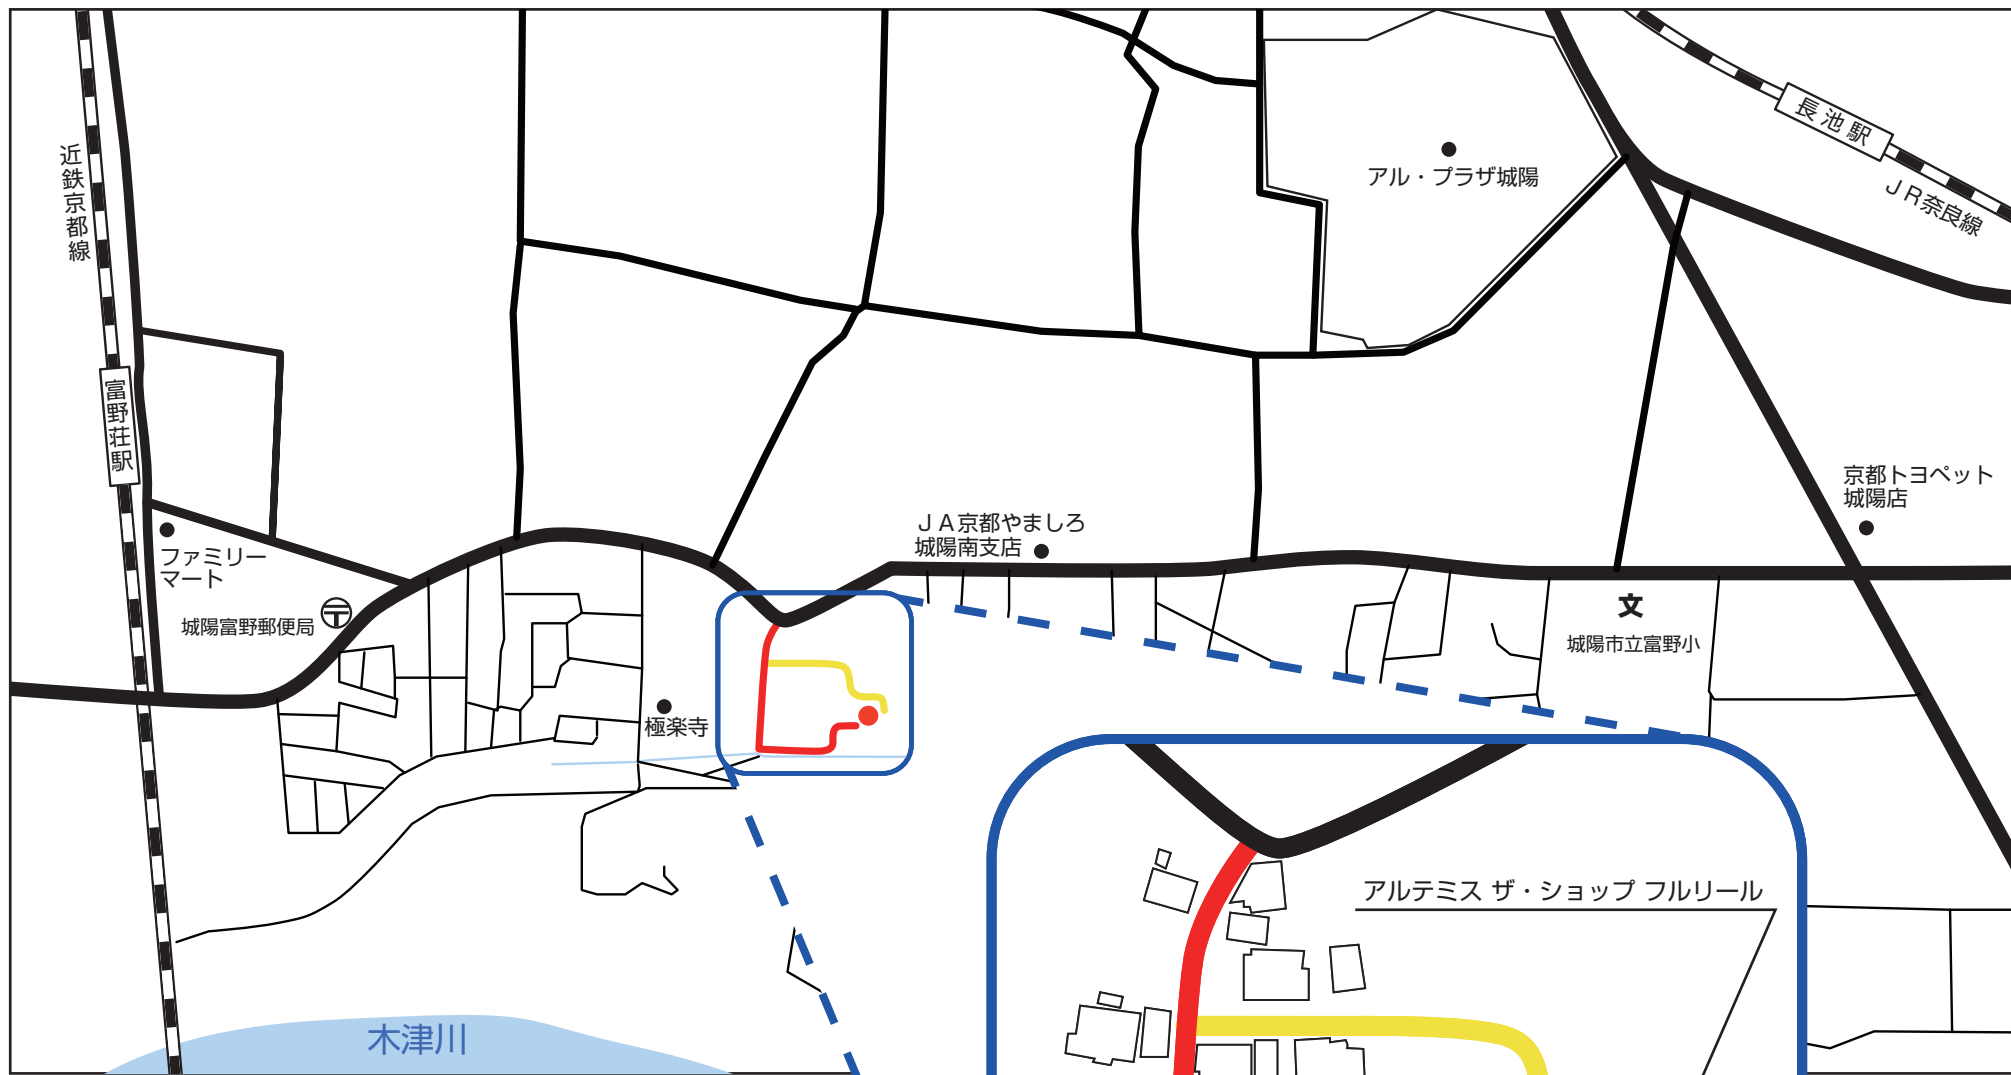 長池駅
ＪＲ奈良線
アル・プラザ城陽
近鉄京都線
富野荘駅
京都トヨペット
城陽店
ＪＡ京都やましろ
城陽南支店
ファミリー
マート
城陽富野郵便局
〒
文
城陽市立富野小
極楽寺
アルテミス ザ・ショップ フルリール
木津川